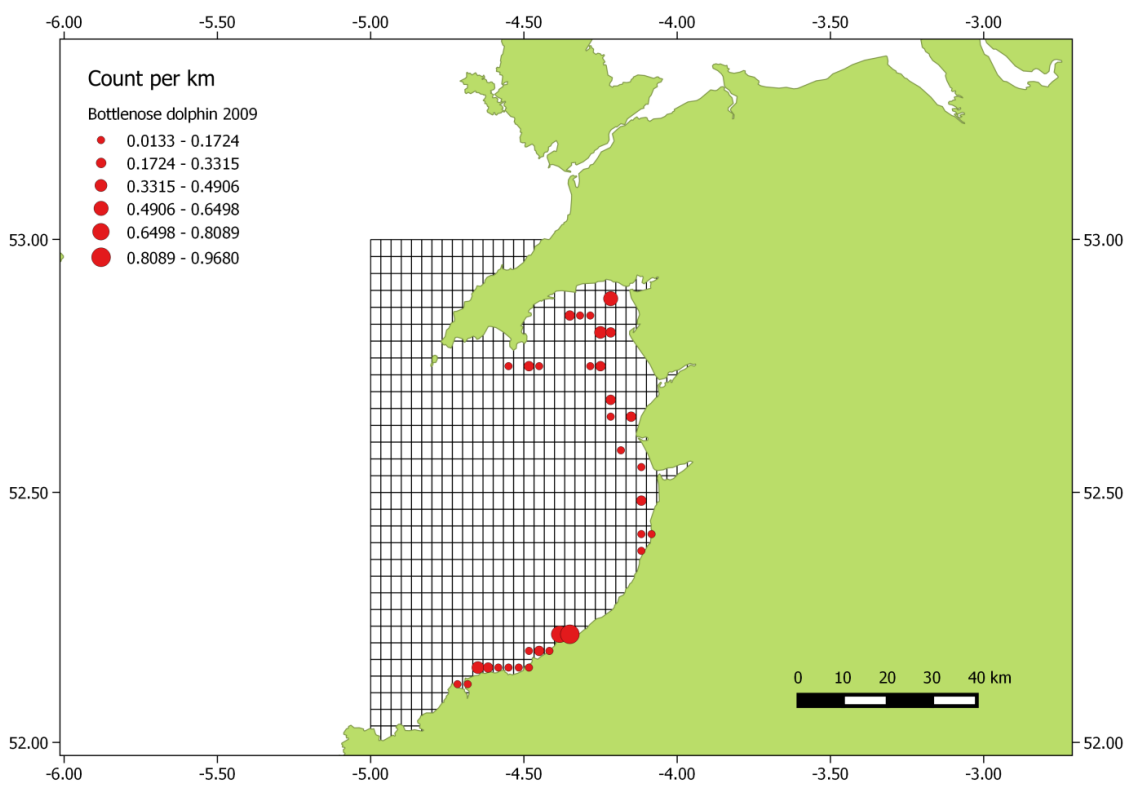 -6.00 -5.50 -5.00 -4.50 -4.00 -3.50 -3.00
Count per km
Bottlenose dolphin 2009
0.0133 - 0.1724
0.1724 - 0.3315
0.3315 - 0.4906
0.4906 - 0.6498
0.6498 - 0.8089
0.8089 - 0.9680
53.00 53.00
52.50 52.50
0 10 20 30 40 km
52.00 52.00
-6.00 -5.50 -5.00 -4.50 -4.00 -3.50 -3.00